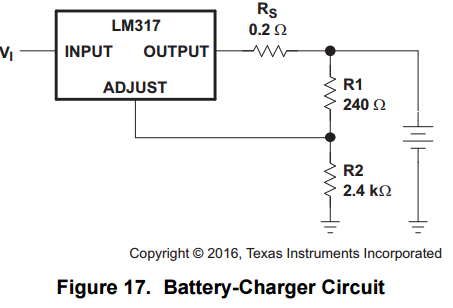 LM317
INPUT OUTPUT
ADJUST
VI
RS
0.2 Ω
R1
240 Ω
R2
2.4 kΩ
Copyright © 2016, Texas Instruments Incorporated
Figure 17. Battery-Charger Circuit